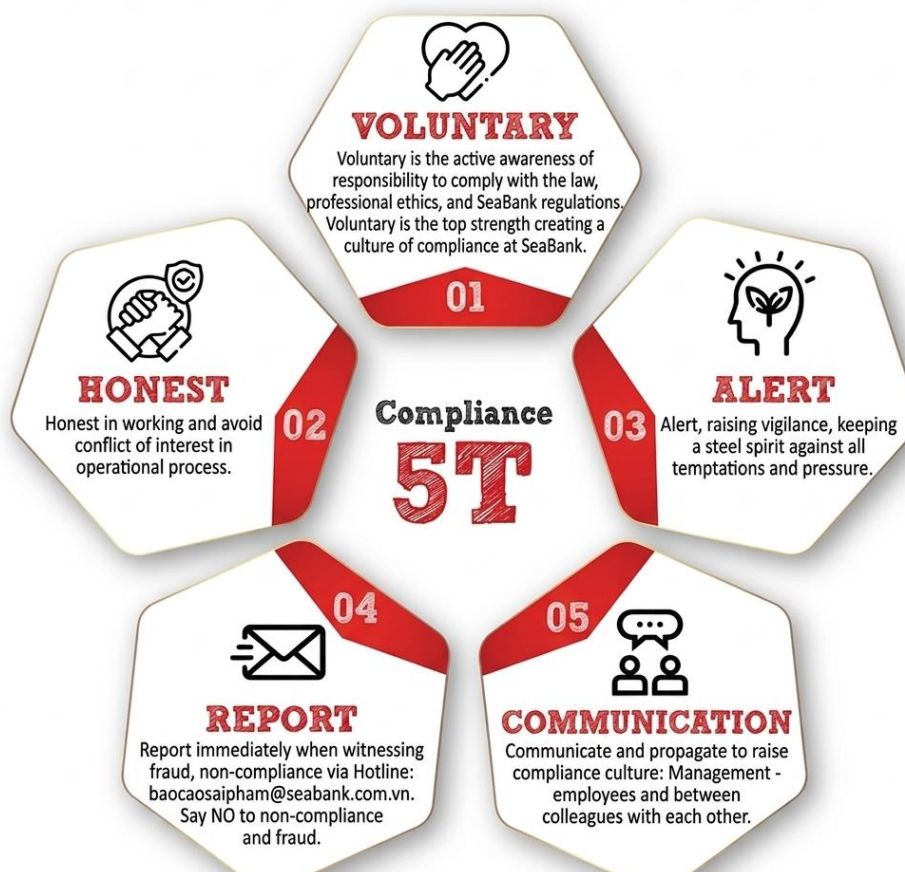 VOLUNTARY
Voluntary is the active awareness of
responsibility to comply with the law,
professional ethics, and SeaBank regulations.
Voluntary is the top strength creating a
culture of compliance at SeaBank.
01
HONEST
Honest in working and avoid
conflict of interest in
operational process.
02
Compliance
5T
03
ALERT
Alert, raising vigilance, keeping
a steel spirit against all
temptations and pressure.
04
REPORT
Report immediately when witnessing
fraud, non-compliance via Hotline:
baocaosaipham@seabank.com.vn.
Say NO to non-compliance
and fraud.
05
COMMUNICATION
Communicate and propagate to raise
compliance culture: Management -
employees and between
colleagues with each other.